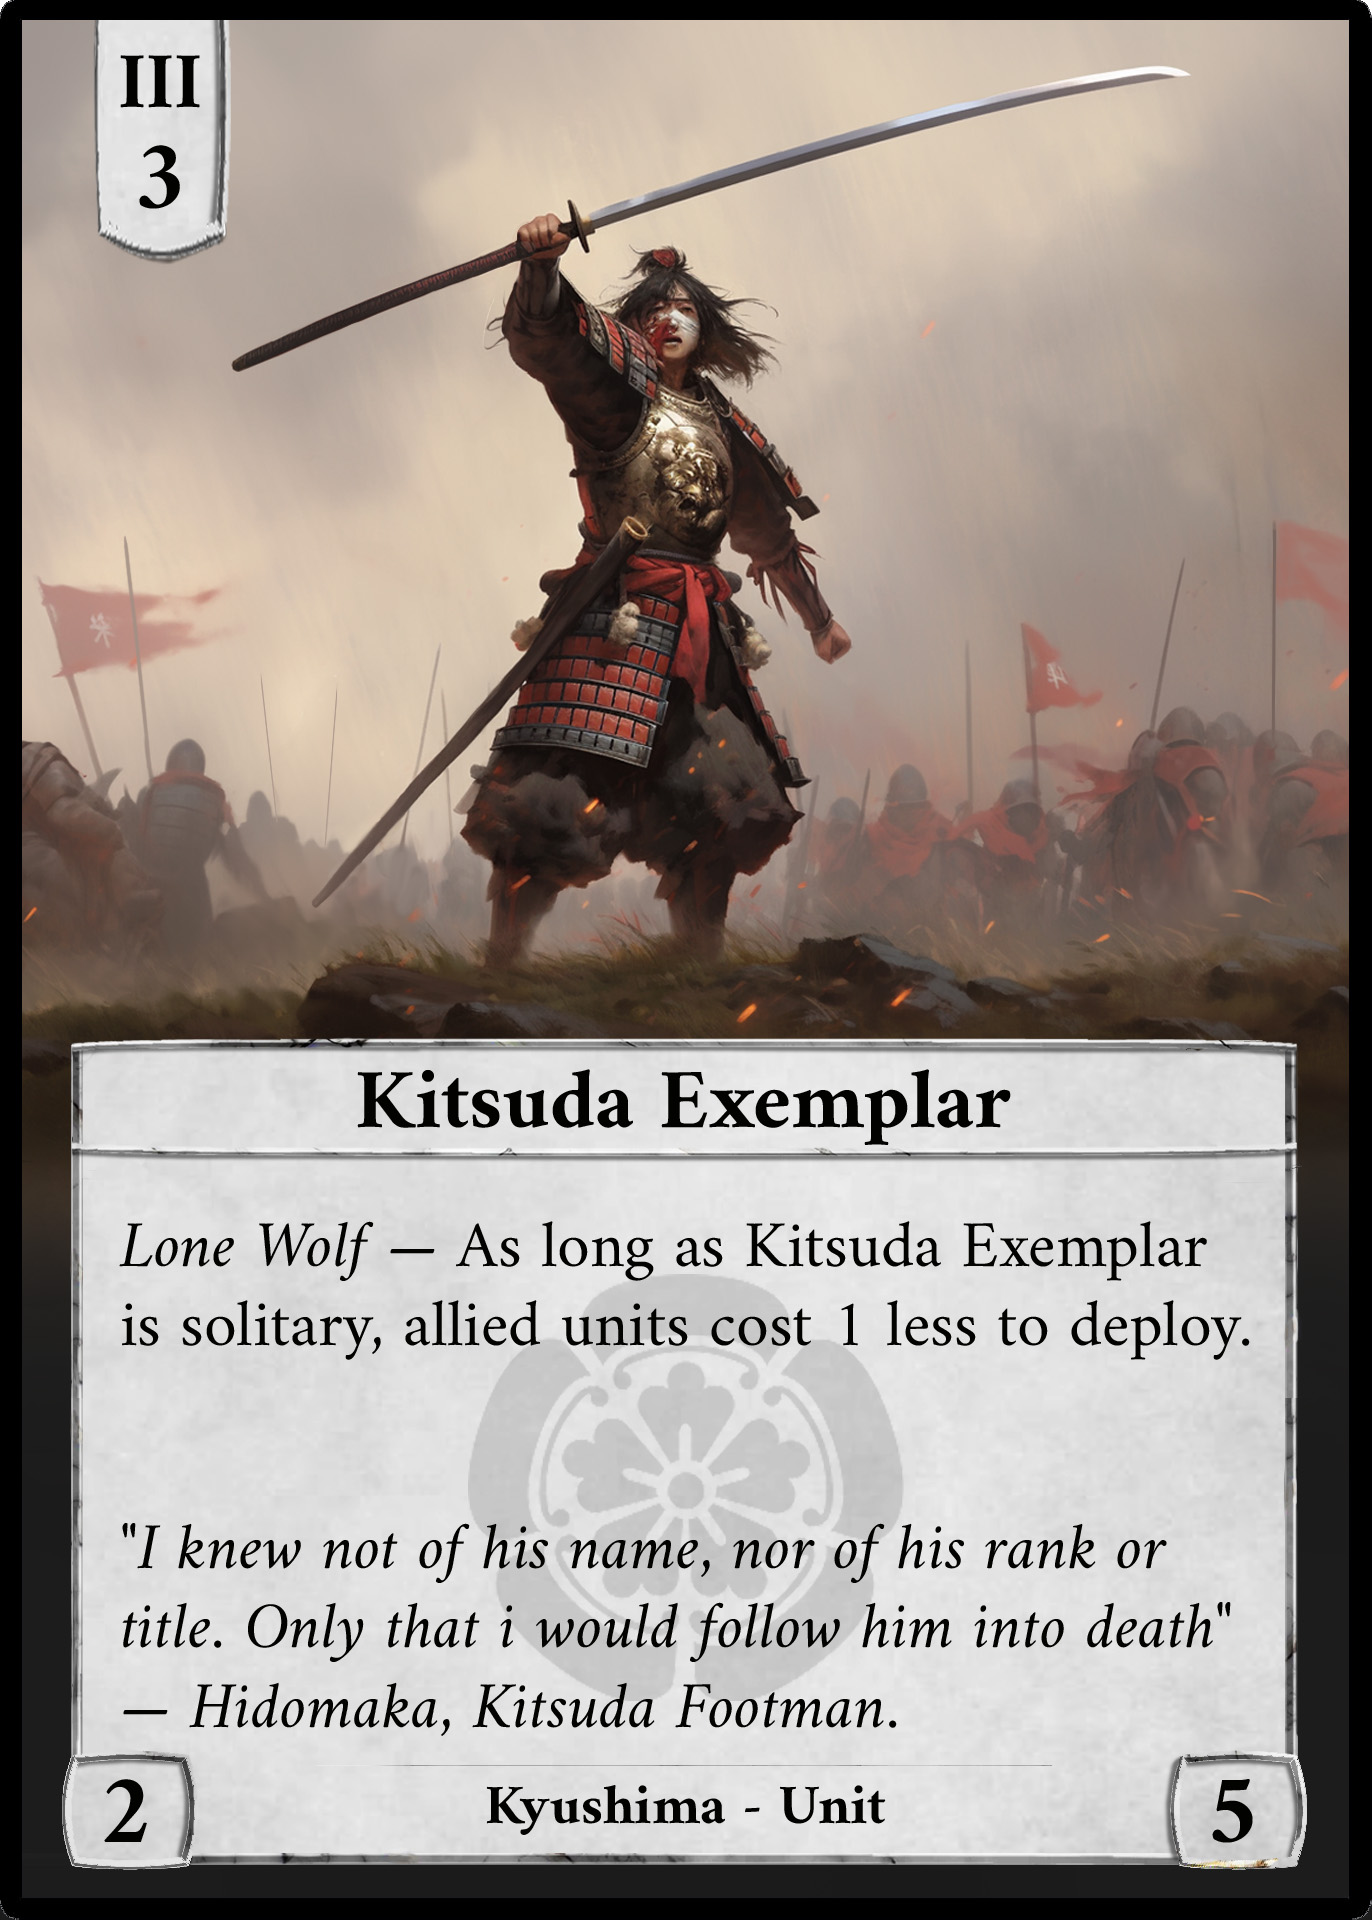 III
3
Kitsuda Exemplar
Lone Wolf — As long as Kitsuda Exemplar
is solitary, allied units cost 1 less to deploy.
"I knew not of his name, nor of his rank or
title. Only that i would follow him into death"
— Hidomaka, Kitsuda Footman.
2
Kyushima - Unit
5